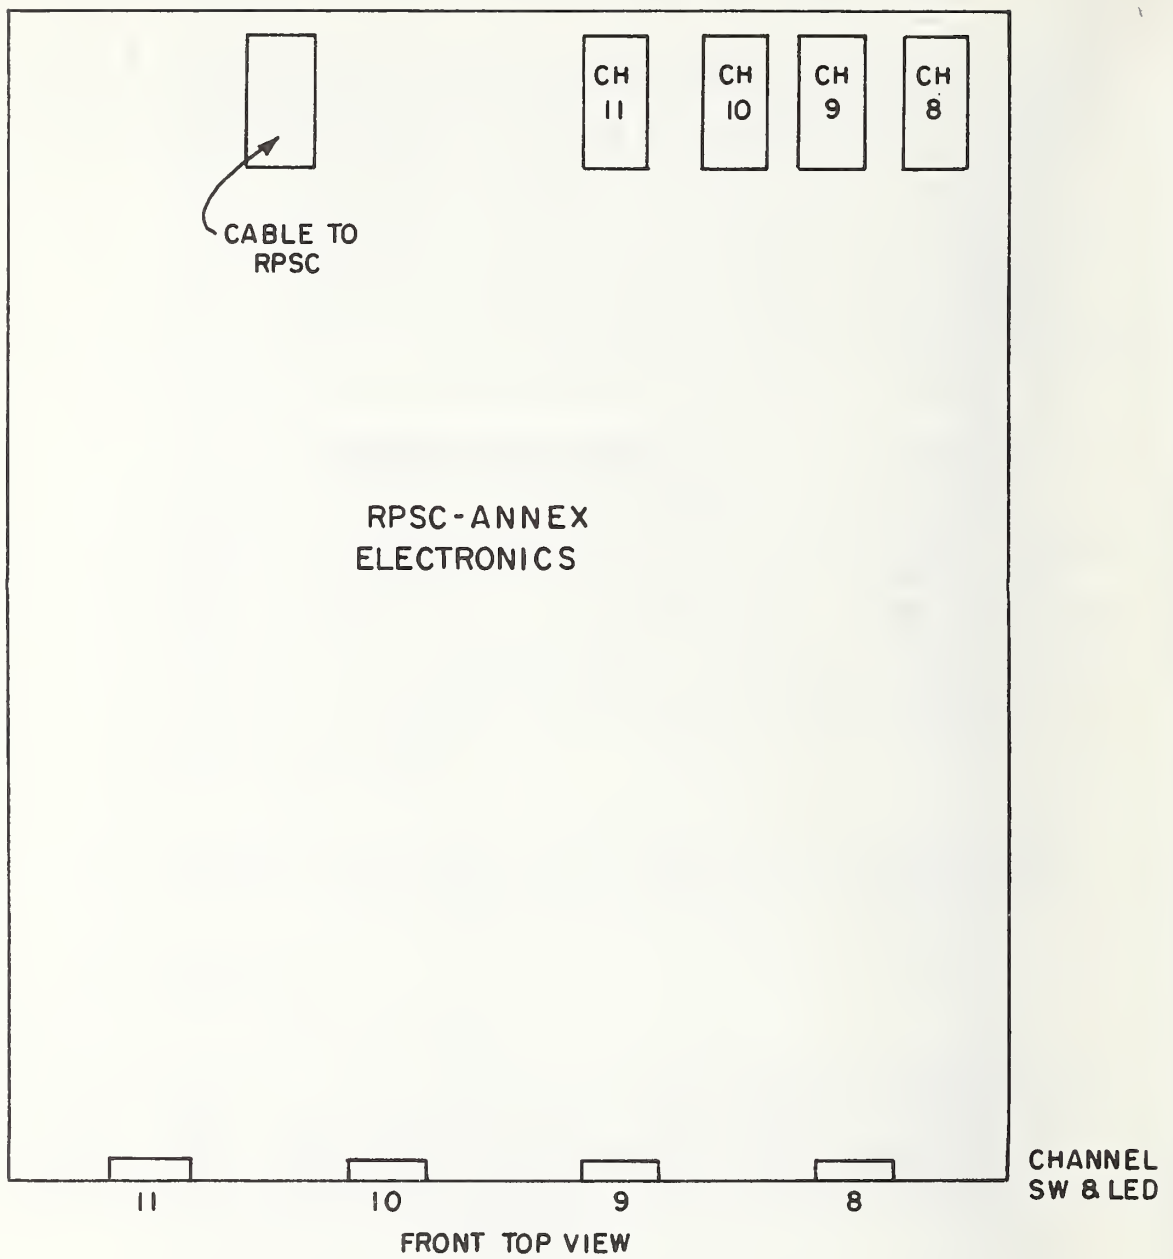 CH
11
CH
10
CH
9
CH
8
CABLE TO
RPSC
RPSC-ANNEX
ELECTRONICS
CHANNEL
SW & LED
11
10
9
8
FRONT TOP VIEW